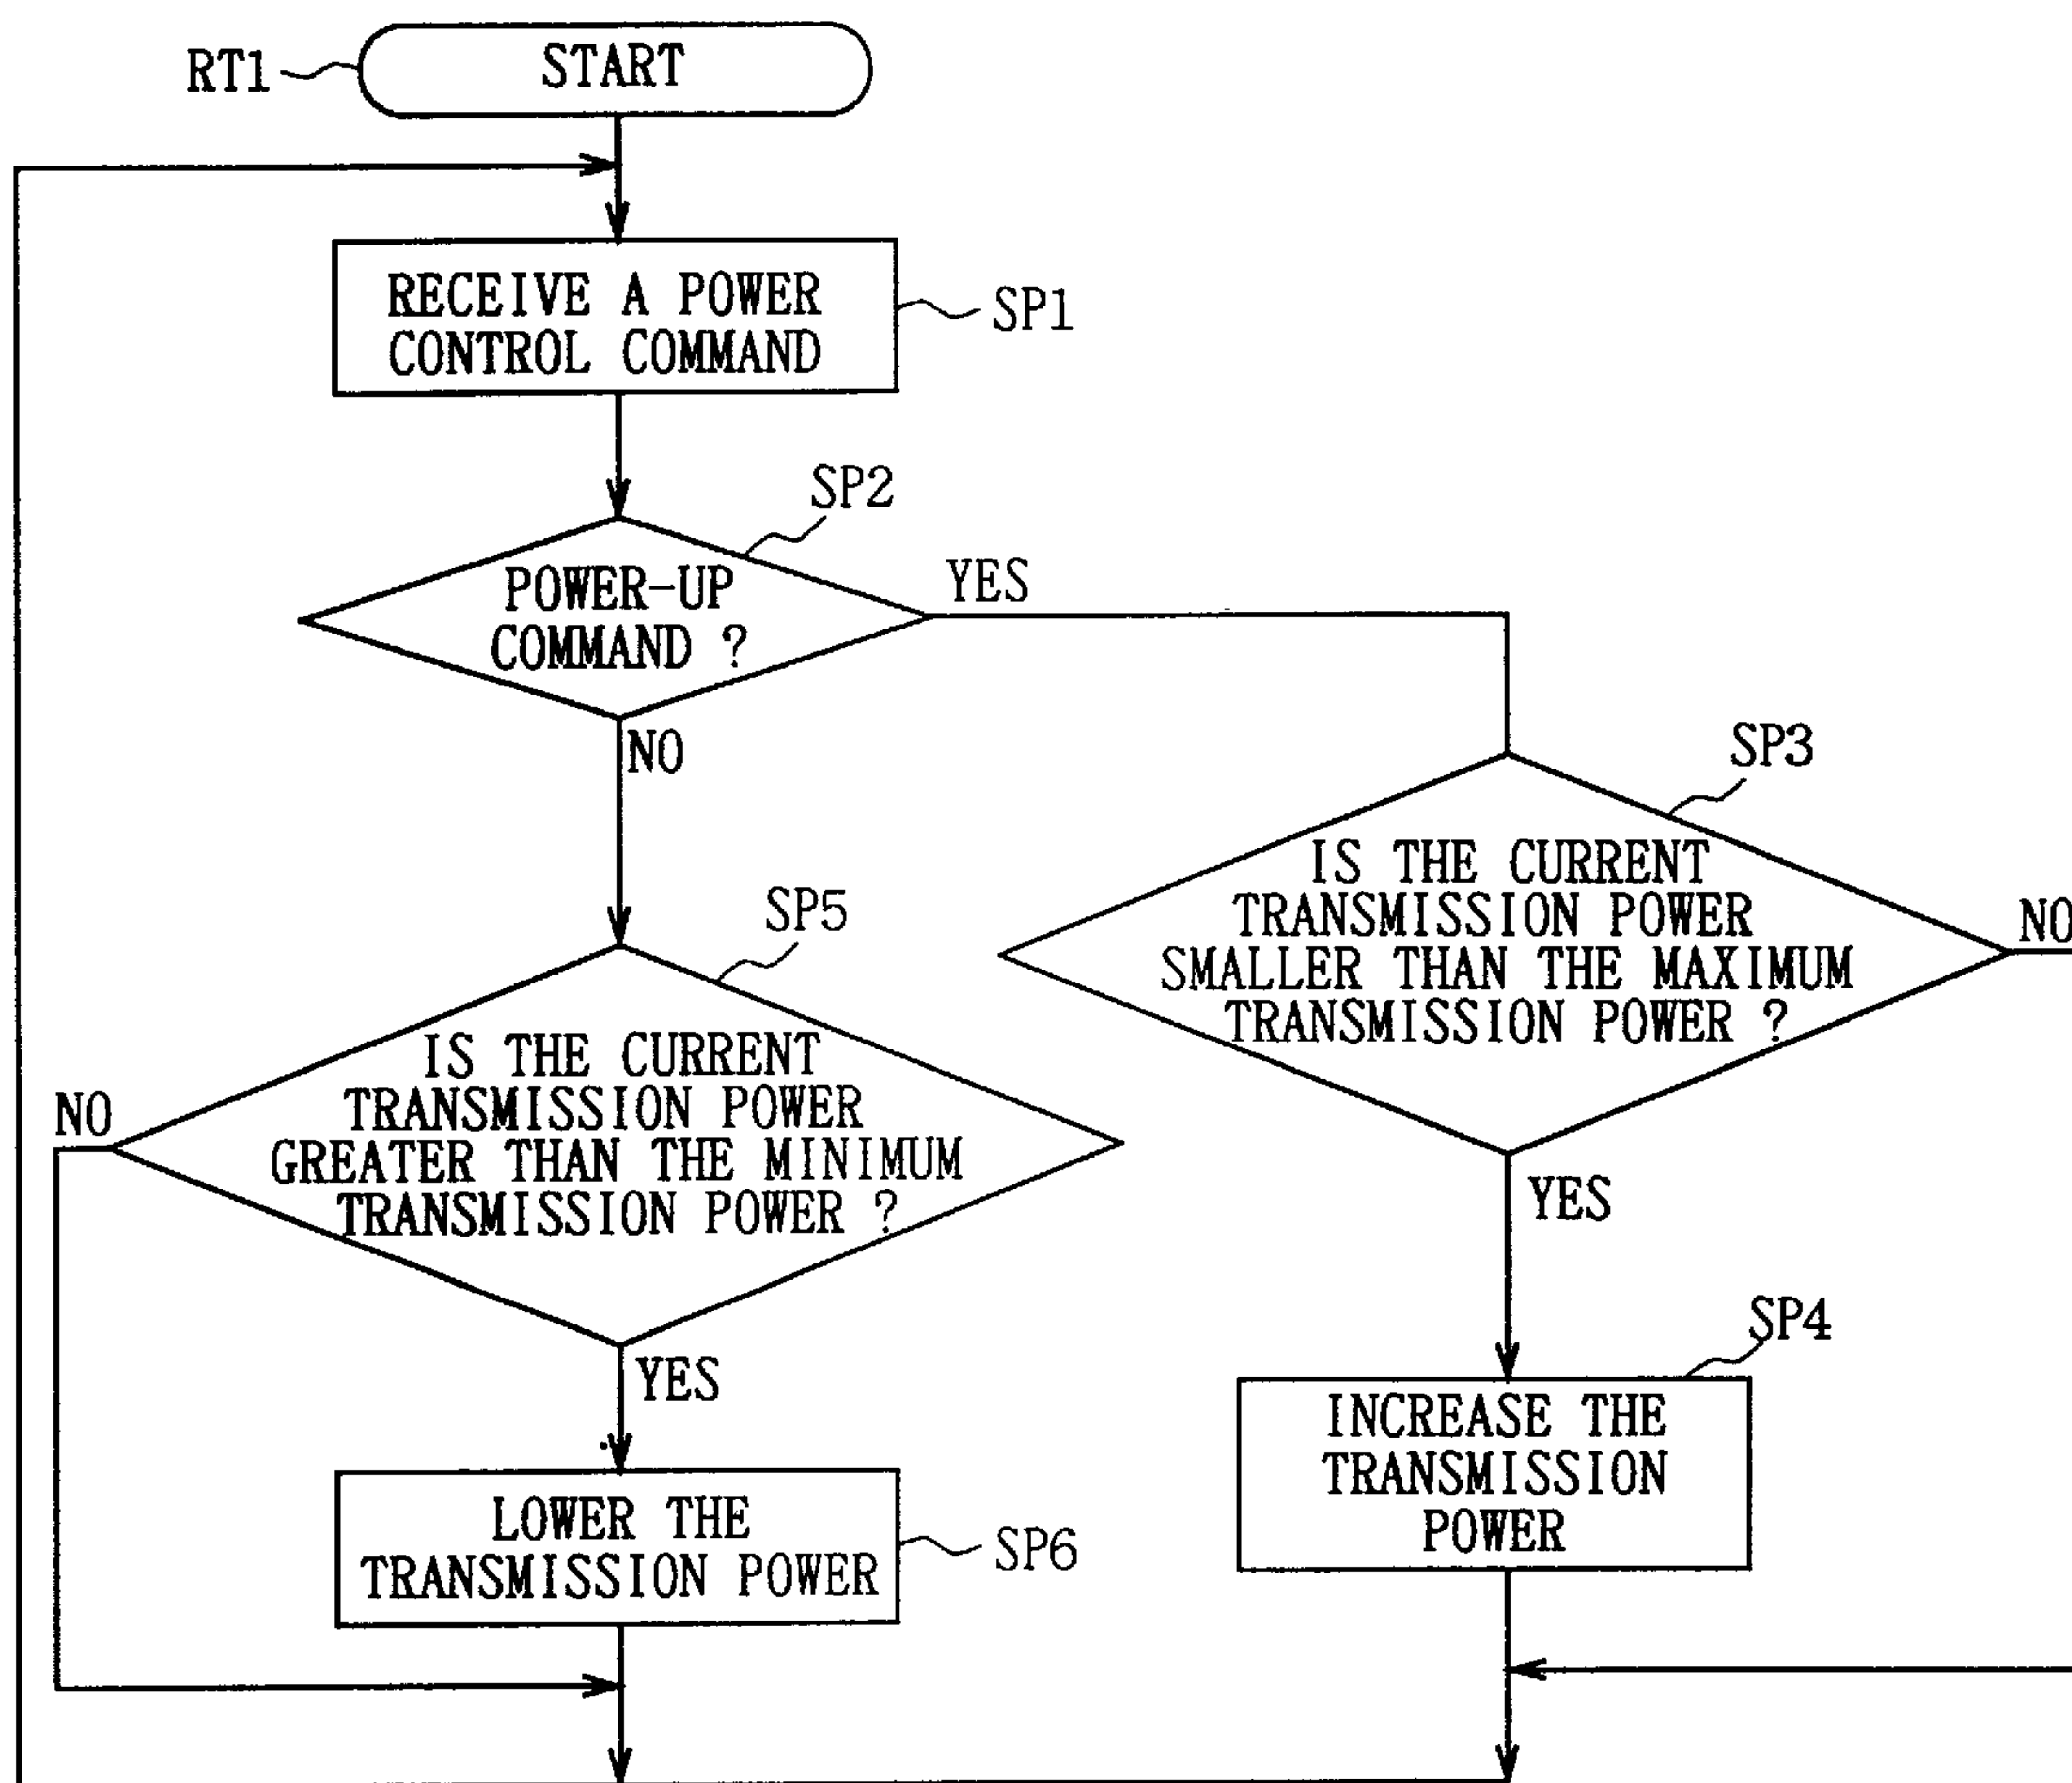 RT1
START
RECEIVE A POWER
CONTROL COMMAND
SP1
SP2
POWER-UP
COMMAND ?
YES
NO
SP3
IS THE CURRENT
TRANSMISSION POWER
SMALLER THAN THE MAXIMUM
TRANSMISSION POWER ?
NO
YES
SP5
IS THE CURRENT
TRANSMISSION POWER
GREATER THAN THE MINIMUM
TRANSMISSION POWER ?
NO
YES
SP4
INCREASE THE
TRANSMISSION
POWER
LOWER THE
TRANSMISSION POWER
SP6